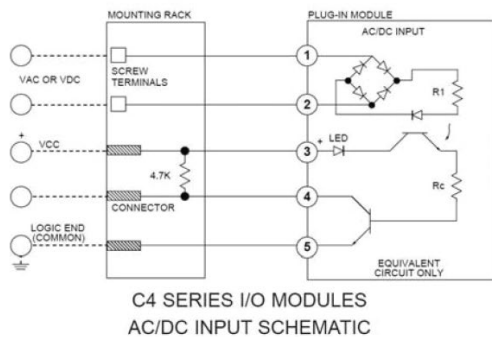 MOUNTING RACK
PLUG-IN MODULE
AC/DC INPUT
1
VAC OR VDC
SCREW
TERMINALS
R1
2
+
VCC
+
LED
3
4.7K
Rc
4
CONNECTOR
LOGIC END
(COMMON)
5
EQUIVALENT
CIRCUIT ONLY
C4 SERIES I/O MODULES
AC/DC INPUT SCHEMATIC